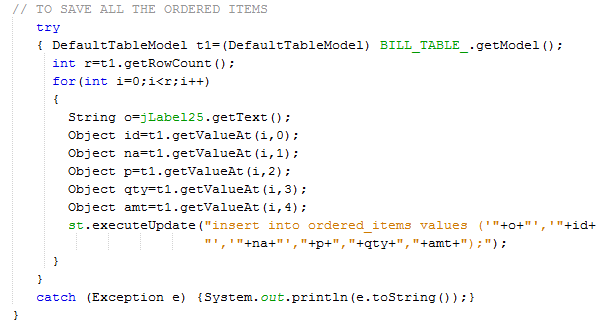 // TO SAVE ALL THE ORDERED ITEMS
try
{ DefaultTableModel t1=(DefaultTableModel) BILL_TABLE_.getModel();
int r=t1.getRowCount();
for(int i=0;i<r;i++)
{
String o=jLabel25.getText();
Object id=t1.getValueAt(i,0);
Object na=t1.getValueAt(i,1);
Object p=t1.getValueAt(i,2);
Object qty=t1.getValueAt(i,3);
Object amt=t1.getValueAt(i,4);
st.executeUpdate("insert into ordered_items values ('"+o+"','"+id+
"','"+na+"',"+p+","+qty+","+amt+");");
}
}
catch (Exception e) {System.out.println(e.toString());}
}